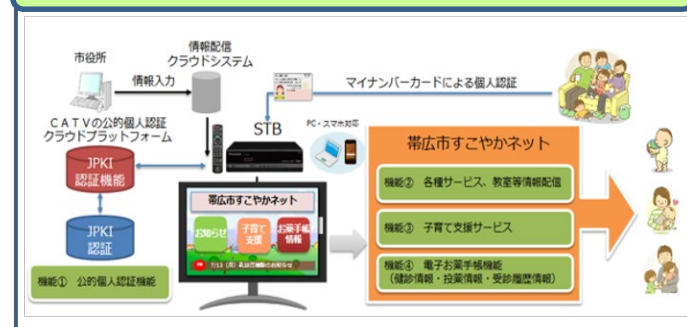 市役所
情報入力
情報配信
クラウドシステム
マイナンバーカードによる個人認証
CATVの公的個人認証
クラウドプラットフォーム
STB
PC・スマホ対応
JPKI
認証機能
JPKI
認証
機能① 公的個人認証機能
帯広市すこやかネット
お知らせ
子育て
支援
お薬手帳
情報
帯広市すこやかネット
機能② 各種サービス、教室等情報配信
機能③ 子育て支援サービス
機能④ 電子お薬手帳機能
(健診情報・投薬情報・受診履歴情報)